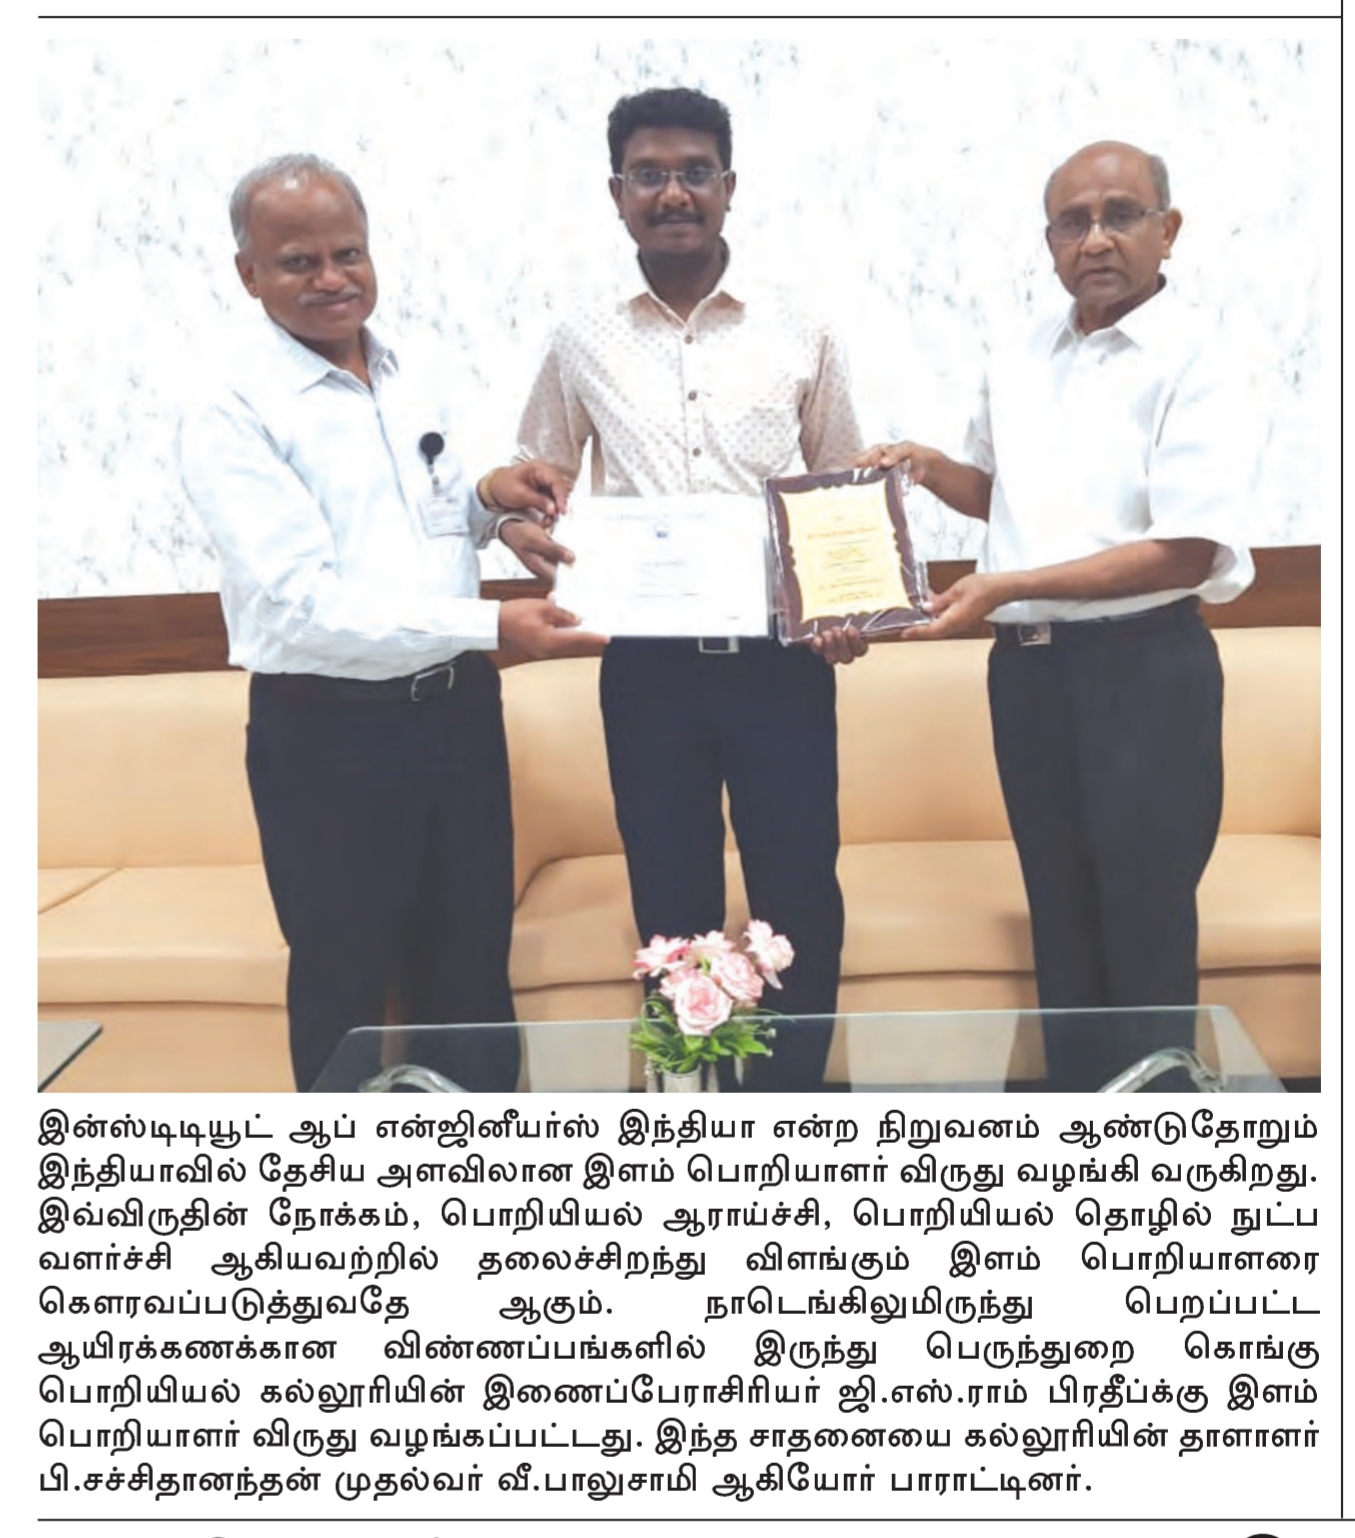 இன்ஸ்டிடியூட் ஆப் என்ஜினீயர்ஸ் இந்தியா என்ற நிறுவனம் ஆண்டுதோறும்
இந்தியாவில் தேசிய அளவிலான இளம் பொறியாளர் விருது வழங்கி வருகிறது.
இவ்விருதின் நோக்கம், பொறியியல் ஆராய்ச்சி, பொறியியல் தொழில் நுட்ப
வளர்ச்சி ஆகியவற்றில் தலைச்சிறந்து விளங்கும் இளம் பொறியாளரை
கௌரவப்படுத்துவதே ஆகும். நாடெங்கிலுமிருந்து பெறப்பட்ட
ஆயிரக்கணக்கான விண்ணப்பங்களில் இருந்து பெருந்துறை கொங்கு
பொறியியல் கல்லூரியின் இணைப்பேராசிரியர் ஜி.எஸ்.ராம் பிரதீப்க்கு இளம்
பொறியாளர் விருது வழங்கப்பட்டது. இந்த சாதனையை கல்லூரியின் தாளாளர்
பி.சச்சிதானந்தன் முதல்வர் வீ.பாலுசாமி ஆகியோர் பாராட்டினர்.